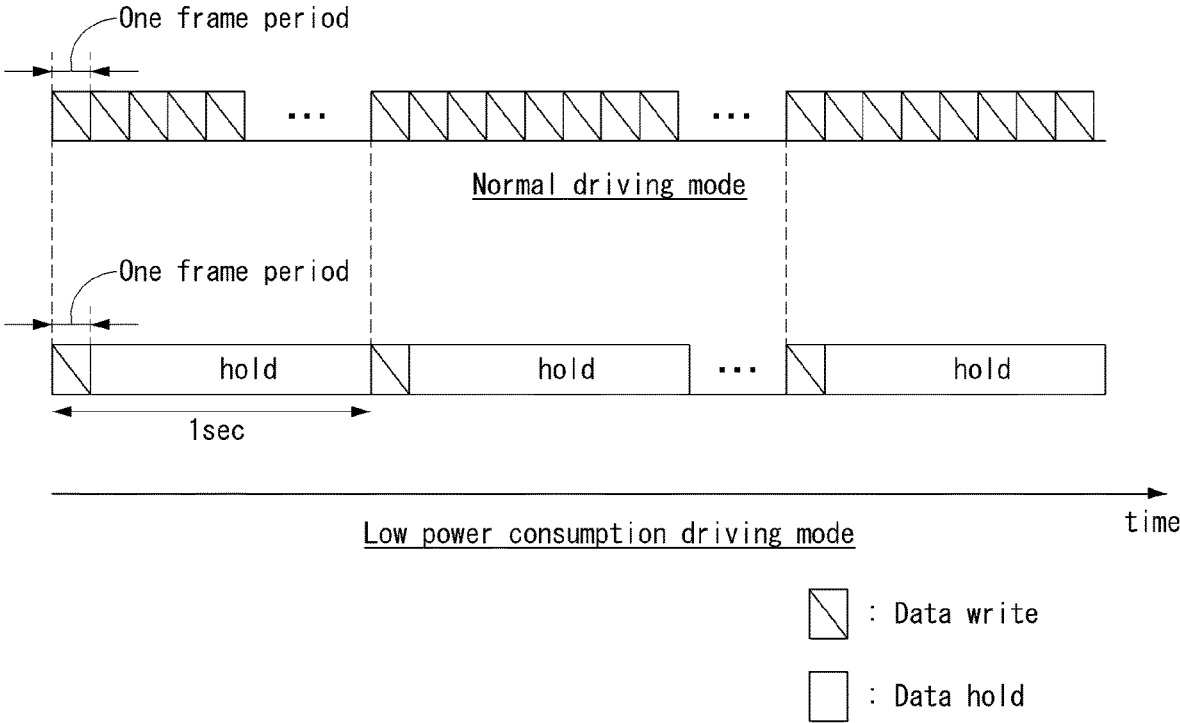 One frame period
...
...
Normal driving mode
One frame period
hold
hold
...
hold
1sec
time
Low power consumption driving mode
: Data write
: Data hold